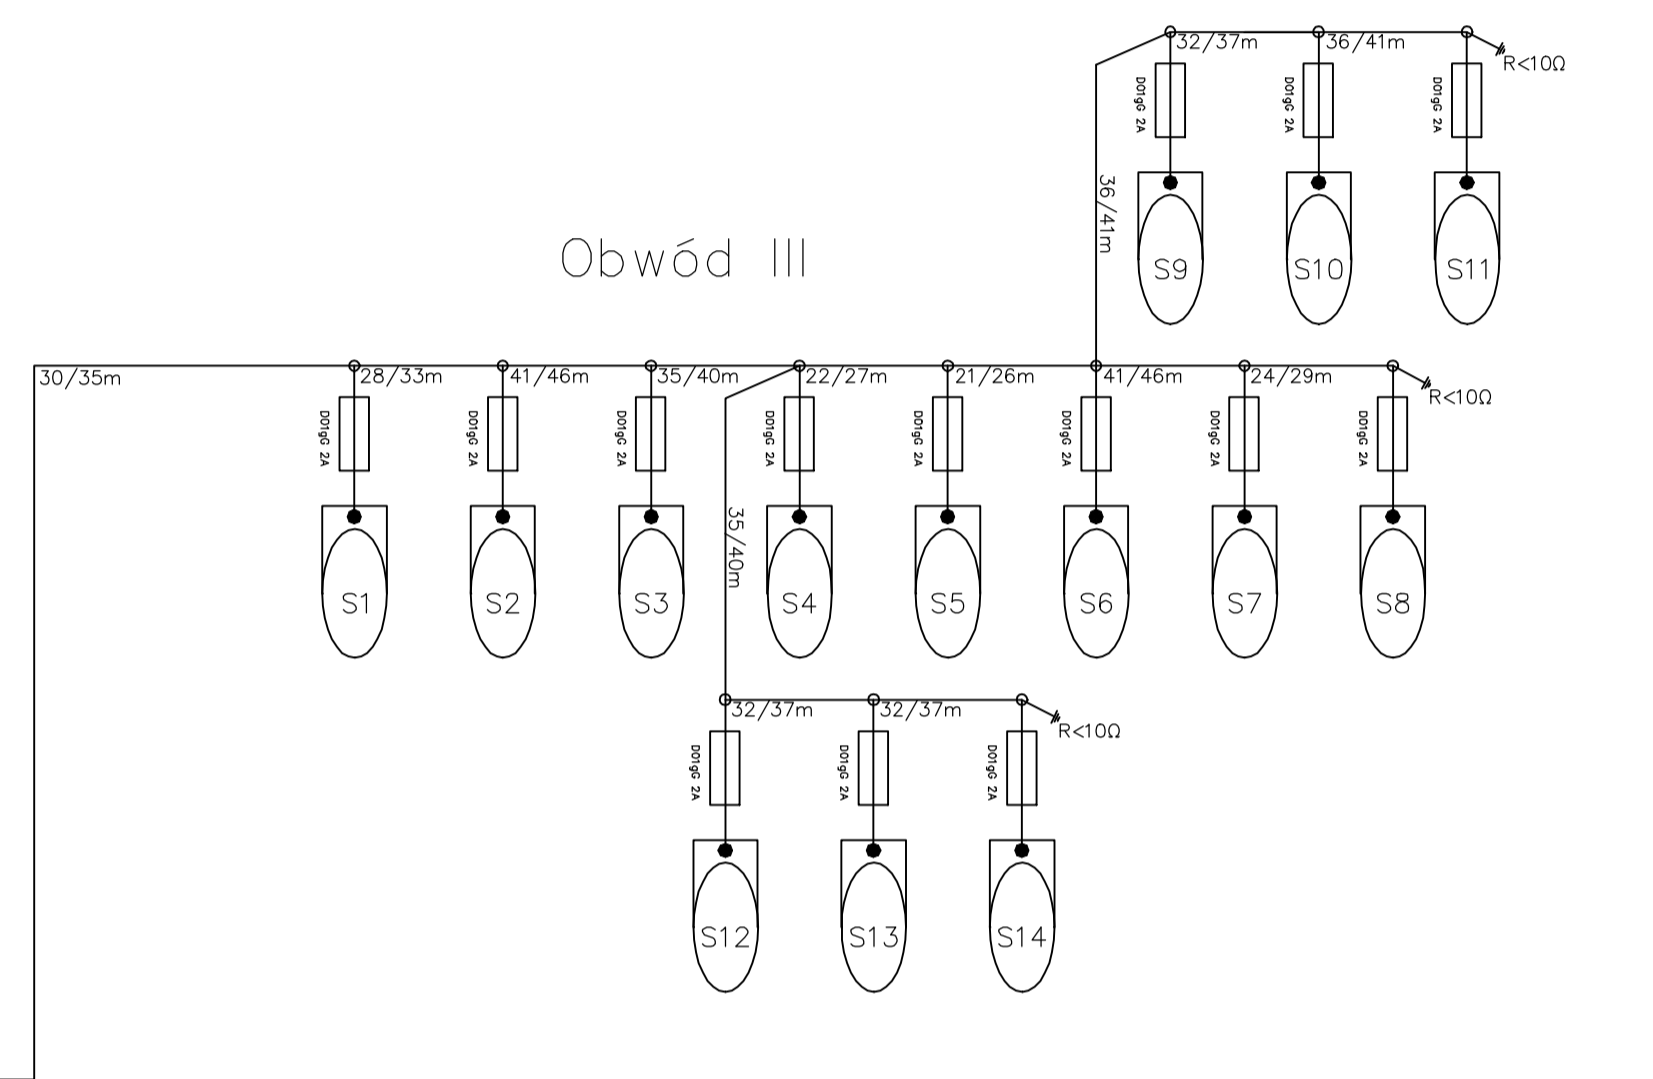 32/37m
36/41m
R<10Ω
D01gG 2A
D01gG 2A
D01gG 2A
36/41m
S9
S10
S11
Obwód III
30/35m
28/33m
41/46m
35/40m
22/27m
21/26m
41/46m
24/29m
R<10Ω
D01gG 2A
D01gG 2A
D01gG 2A
D01gG 2A
D01gG 2A
D01gG 2A
D01gG 2A
D01gG 2A
35/40m
S1
S2
S3
S4
S5
S6
S7
S8
32/37m
32/37m
R<10Ω
D01gG 2A
D01gG 2A
D01gG 2A
S12
S13
S14